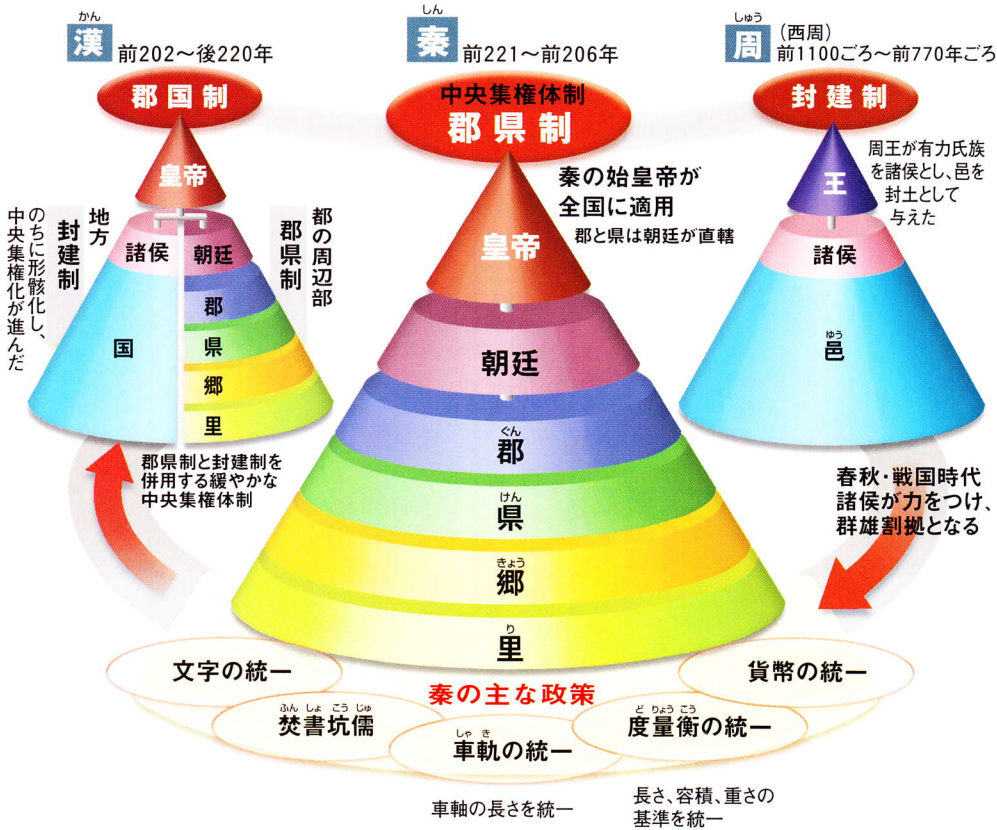 かん
漢
前202～後220年
郡国制
皇帝
地方
封建制
のちに形骸化し、
中央集権化が進んだ
都の周辺部
郡県制
諸侯
朝廷
国
郡
県
郷
里
郡県制と封建制を
併用する緩やかな
中央集権体制
しん
秦
前221～前206年
中央集権体制
郡県制
秦の始皇帝が
全国に適用
郡と県は朝廷が直轄
皇帝
朝廷
ぐん
郡
けん
県
きょう
郷
り
里
しゅう
周
(西周)
前1100ごろ～前770年ごろ
封建制
周王が有力氏族
を諸侯とし、邑を
封土として
与えた
王
諸侯
ゆう
邑
春秋・戦国時代
諸侯が力をつけ、
群雄割拠となる
秦の主な政策
文字の統一
ふんしょこうじゅ
焚書坑儒
しゃき
車軌の統一
車軸の長さを統一
どりょうこう
度量衡の統一
長さ、容積、重さの
基準を統一
貨幣の統一